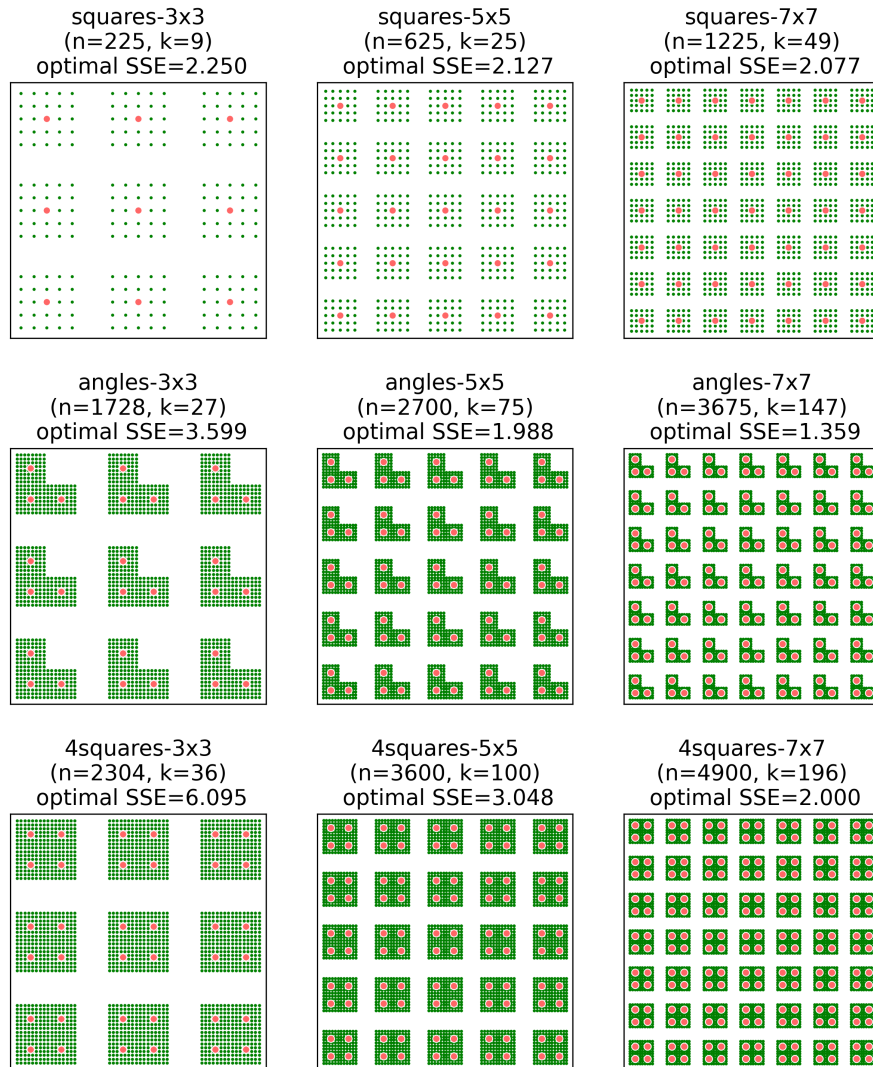 squares-3x3
(n=225, k=9)
optimal SSE=2.250
squares-5x5
(n=625, k=25)
optimal SSE=2.127
squares-7x7
(n=1225, k=49)
optimal SSE=2.077
angles-3x3
(n=1728, k=27)
optimal SSE=3.599
angles-5x5
(n=2700, k=75)
optimal SSE=1.988
angles-7x7
(n=3675, k=147)
optimal SSE=1.359
4squares-3x3
(n=2304, k=36)
optimal SSE=6.095
4squares-5x5
(n=3600, k=100)
optimal SSE=3.048
4squares-7x7
(n=4900, k=196)
optimal SSE=2.000